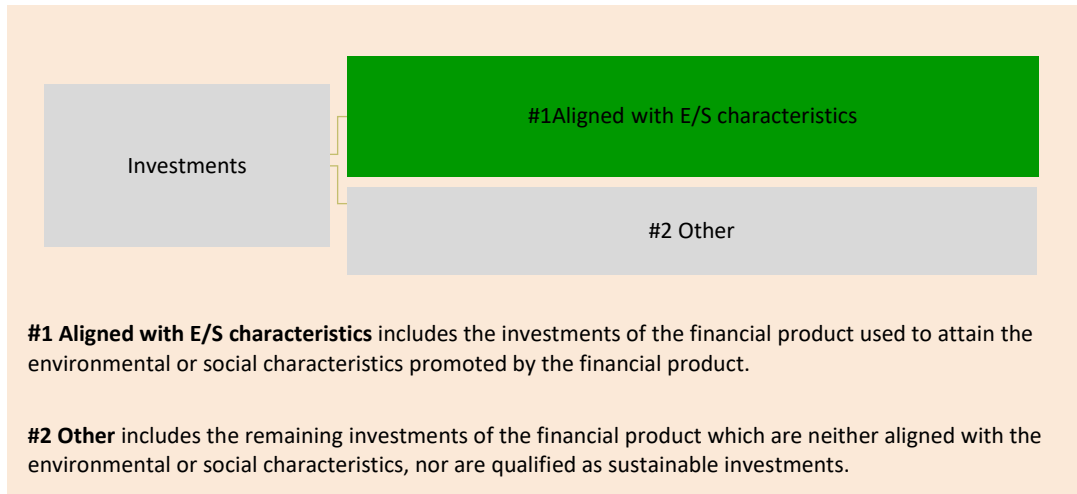 #1Aligned with E/S characteristics
Investments
#2 Other
#1 Aligned with E/S characteristics includes the investments of the financial product used to attain the
environmental or social characteristics promoted by the financial product.
#2 Other includes the remaining investments of the financial product which are neither aligned with the
environmental or social characteristics, nor are qualified as sustainable investments.